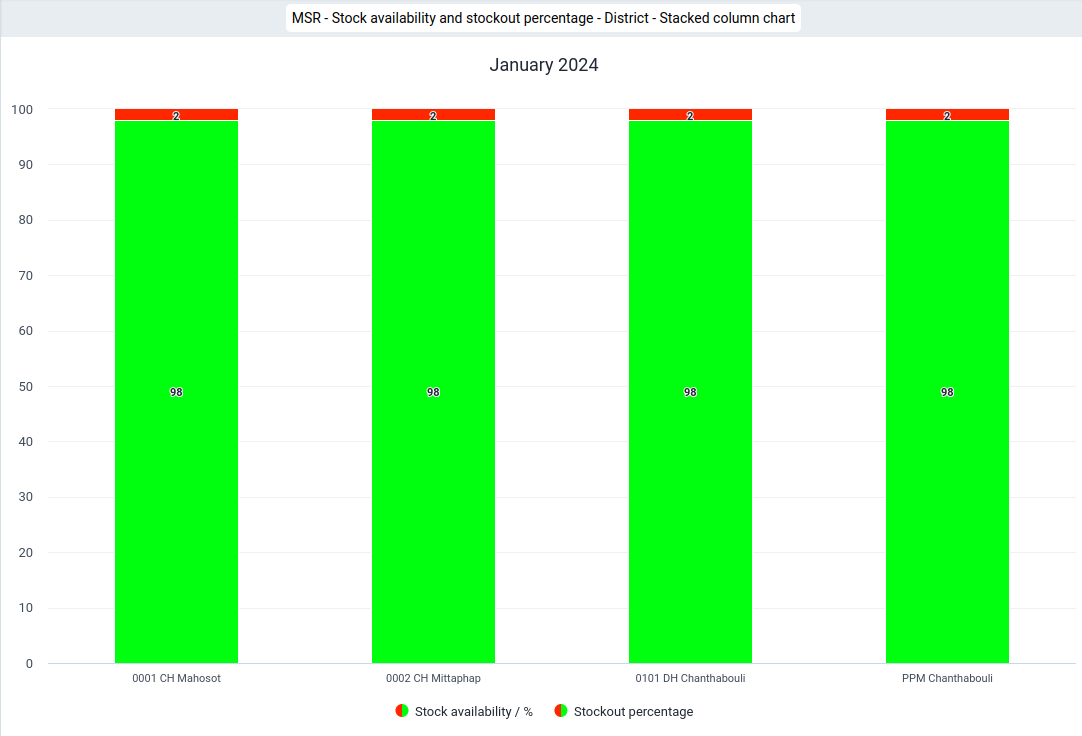 MSR - Stock availability and stockout percentage - District - Stacked column chart
January 2024
100
90
80
70
60
50
40
30
20
10
0
2 2 2 2
98 98 98 98
0001 CH Mahosot 0002 CH Mittaphap 0101 DH Chanthabouli PPM Chanthabouli
Stock availability / % Stockout percentage